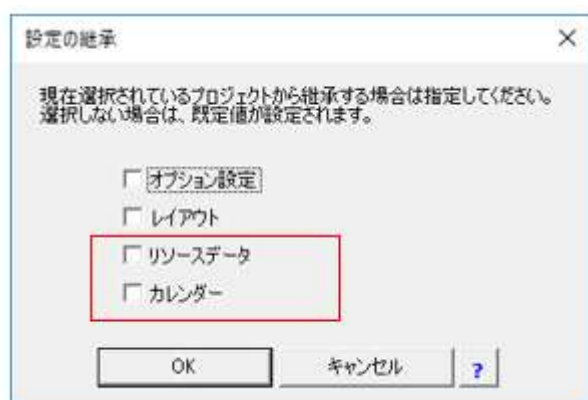 設定の継承
現在選択されているプロジェクトから継承する場合は指定してください。
選択しない場合は、既定値が設定されます。
オプション設定
レイアウト
リソースデータ
カレンダー
OK キャンセル ?